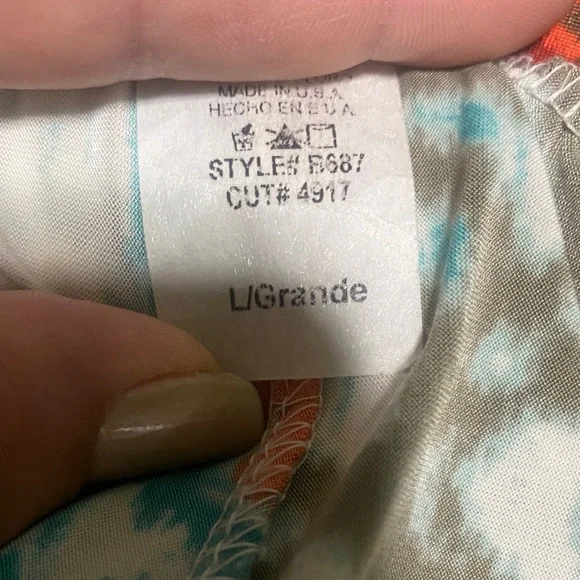 MADE IN U.S.A.
HECHO EN E U A
STYLE# B687
CUT# 4917
L/Grande